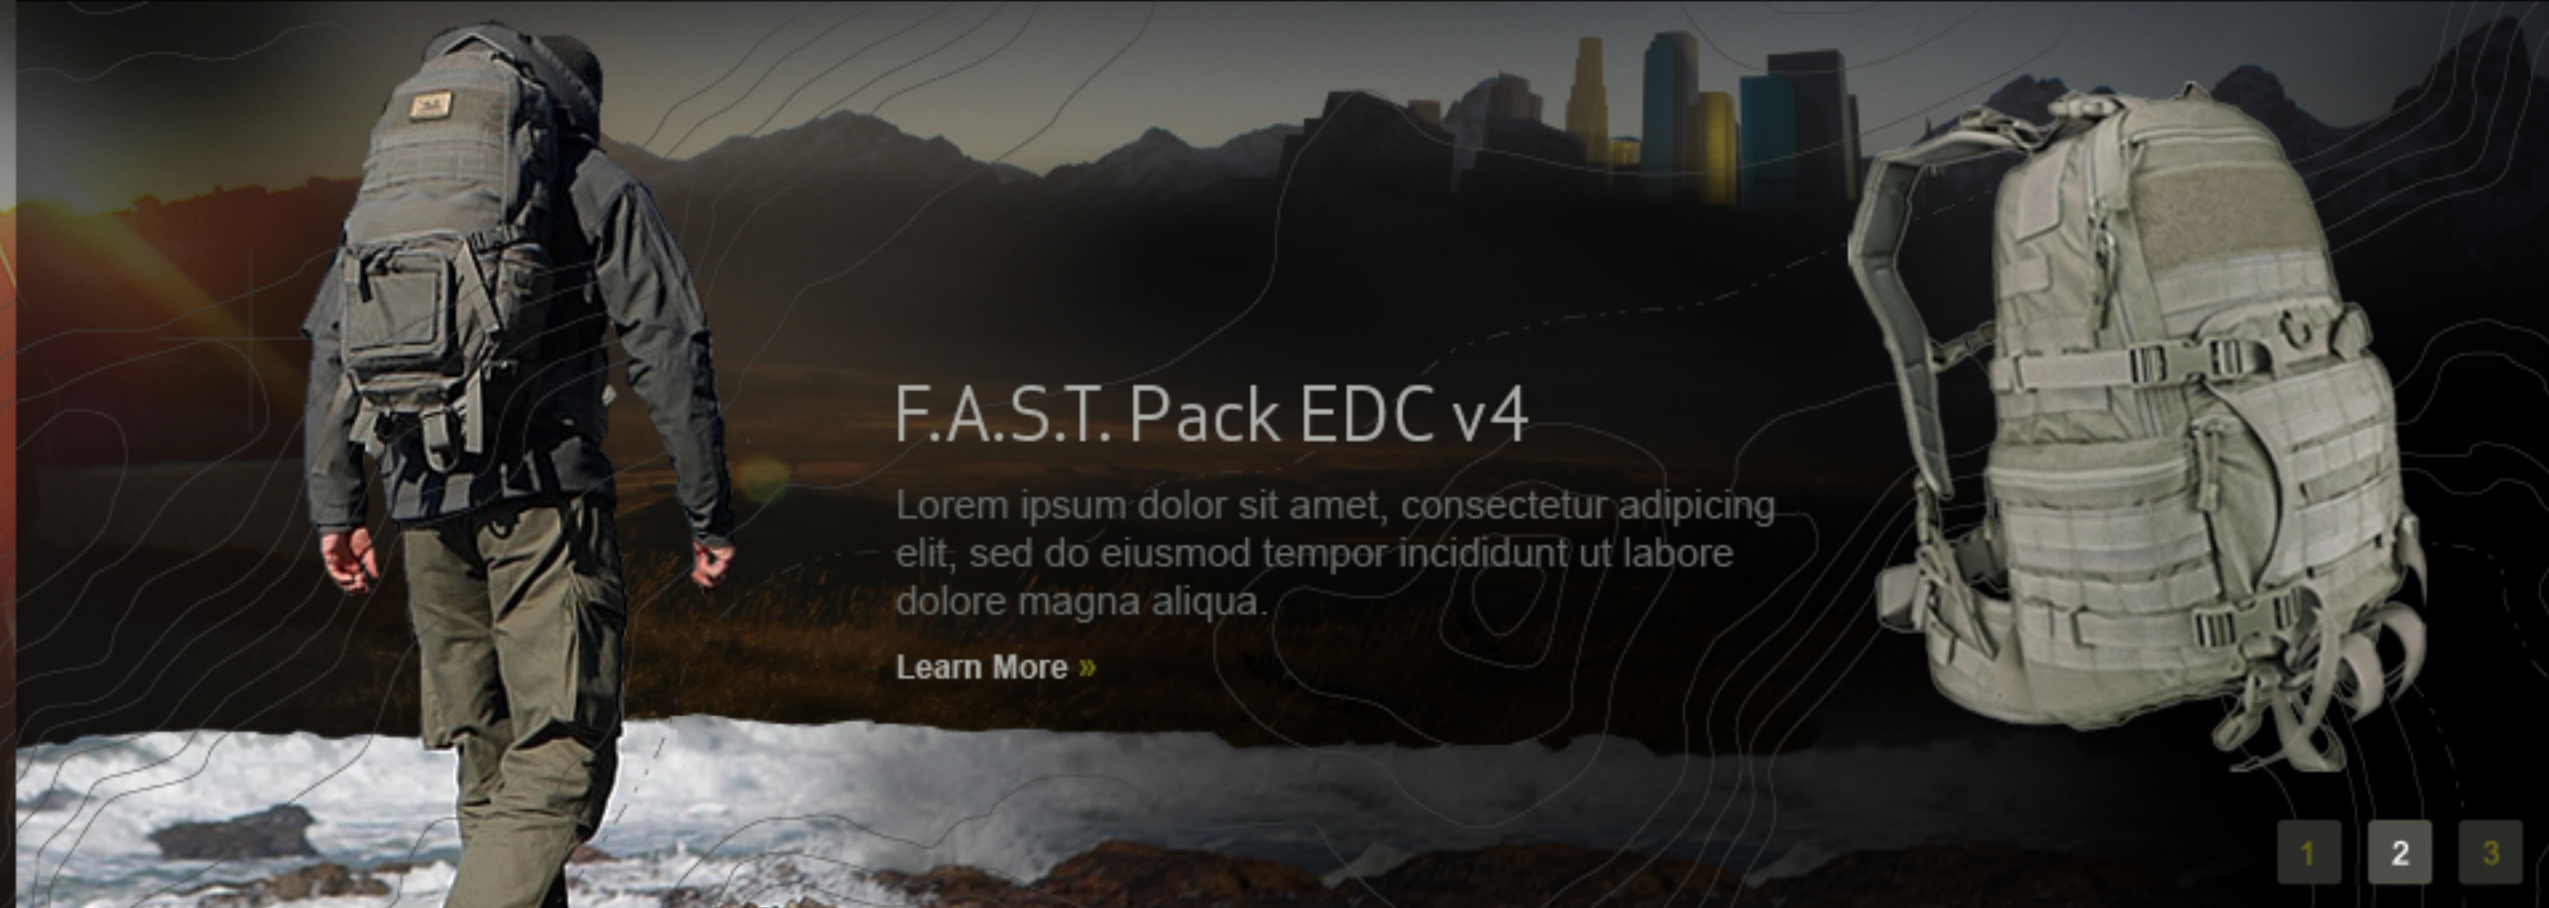 F.A.S.T. Pack EDC v4
Lorem ipsum dolor sit amet, consectetur adipicing
elit, sed do eiusmod tempor incididunt ut labore
dolore magna aliqua.
Learn More »
1 2 3